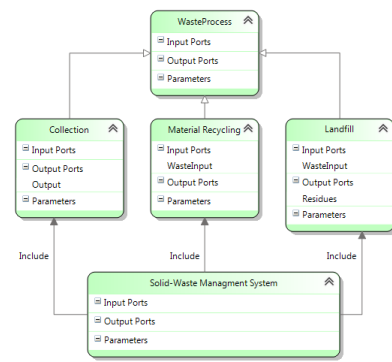 WasteProcess
Input Ports
Output Ports
Parameters
Collection
Input Ports
Output Ports
Output
Parameters
Material Recycling
Input Ports
WasteInput
Output Ports
Parameters
Landfill
Input Ports
WasteInput
Output Ports
Residues
Parameters
Include
Include
Include
Solid-Waste Managment System
Input Ports
Output Ports
Parameters